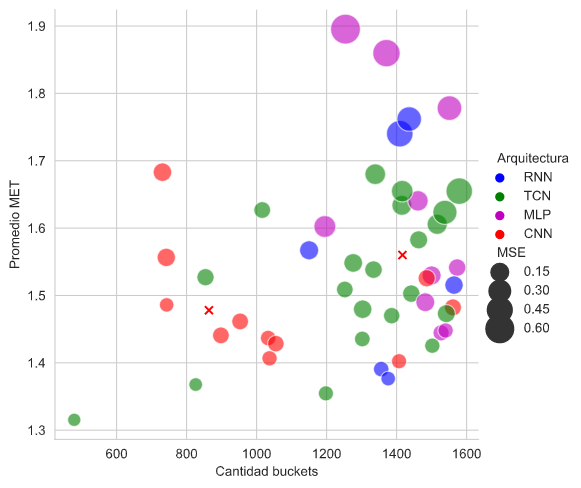 1.9
1.8
1.7
1.6
1.5
1.4
1.3
Promedio MET
600 800 1000 1200 1400 1600
Cantidad buckets
Arquitectura
RNN
TCN
MLP
CNN
MSE
0.15
0.30
0.45
0.60